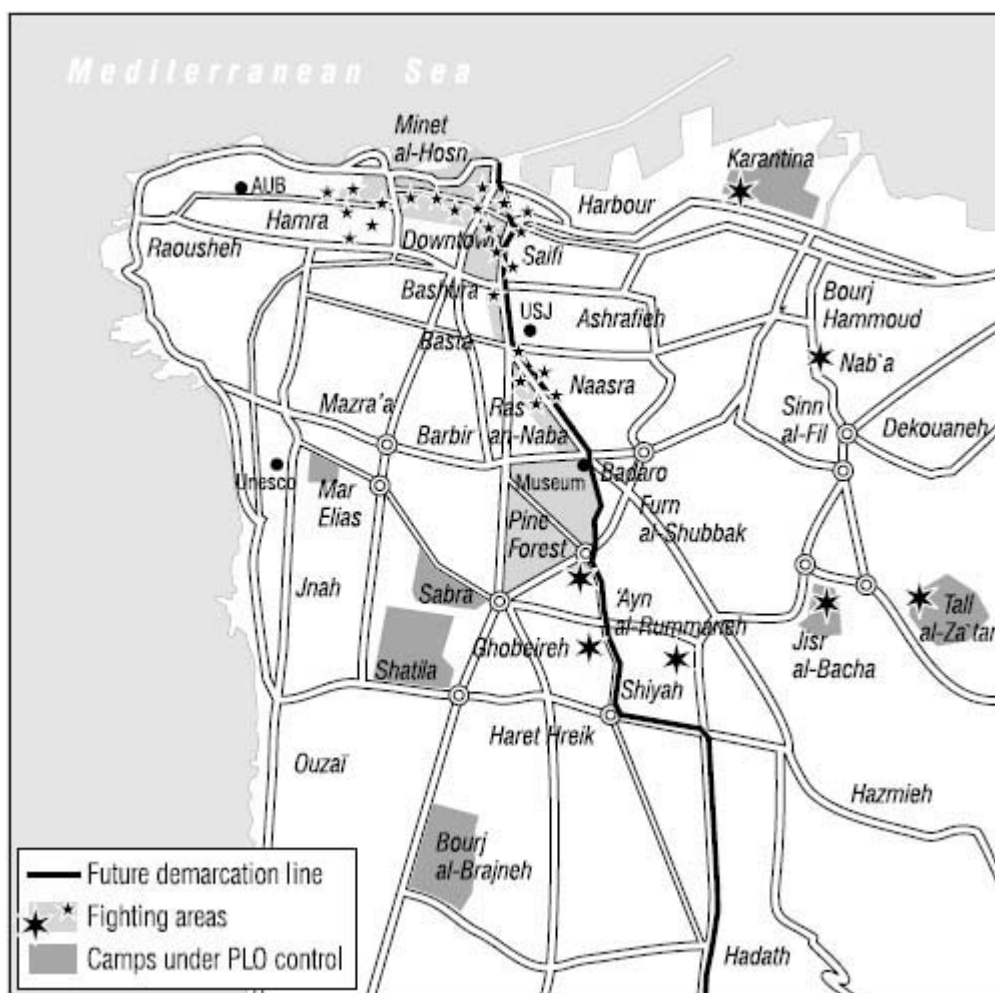 Mediterranean Sea
Minet
al-Hosn
Karantina
AUB
Hamra
Harbour
Raousheh
Downtown
Saifi
Bashura
USJ
Ashrafieh
Bourj
Hammoud
Basta
Nab`a
Naasra
Mazra'a
Ras
an-Naba
Barbir
Sinn
al-Fil
Dekouaneh
Unesco
Mar
Elias
Museum
Badaro
Pine
Forest
Furn
al-Shubbak
Jnah
Sabra
'Ayn
al-Rummaneh
Tall
al-Za`tar
Ghobeireh
Jisr
al-Bacha
Shatila
Shiyah
Haret Hreik
Ouzaï
Hazmieh
Bourj
al-Brajneh
Hadath
Future demarcation line
Fighting areas
Camps under PLO control